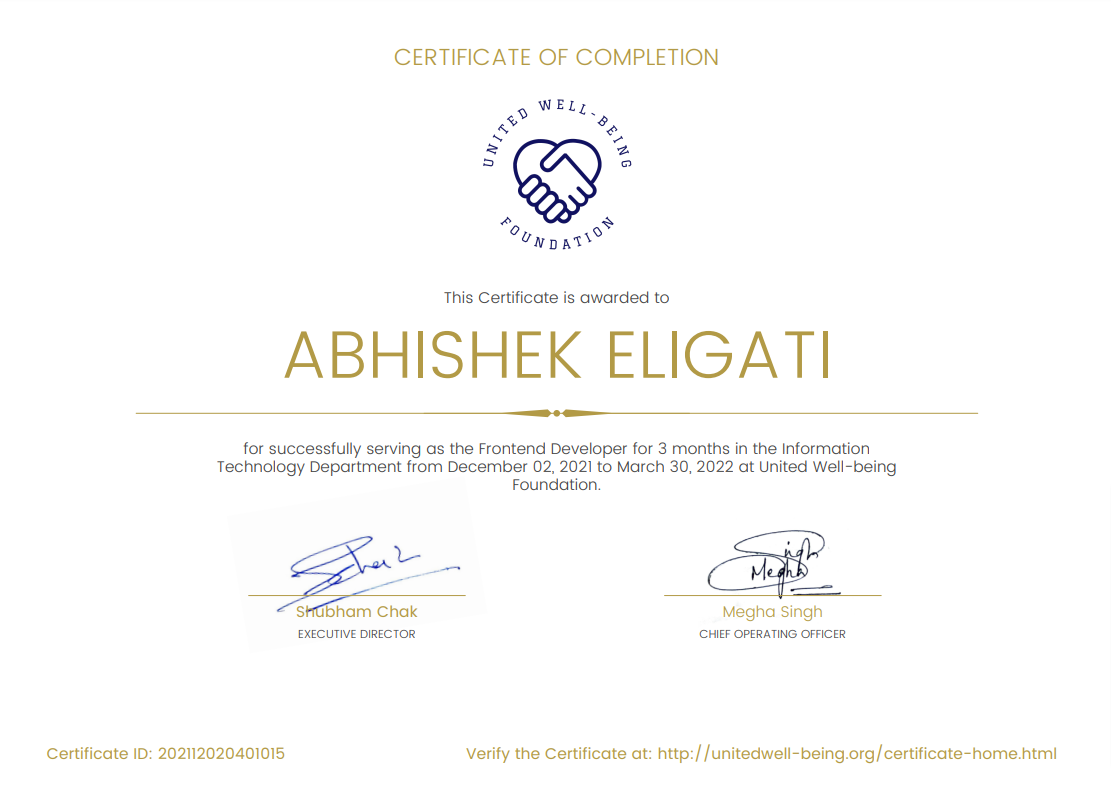 CERTIFICATE OF COMPLETION
UNITED WELL-BEING
FOUNDATION
This Certificate is awarded to
ABHISHEK ELIGATI
for successfully serving as the Frontend Developer for 3 months in the Information
Technology Department from December 02, 2021 to March 30, 2022 at United Well-being
Foundation.
Singh
Megha
Shubham Chak
EXECUTIVE DIRECTOR
Megha Singh
CHIEF OPERATING OFFICER
Certificate ID: 202112020401015
Verify the Certificate at: http://unitedwell-being.org/certificate-home.html